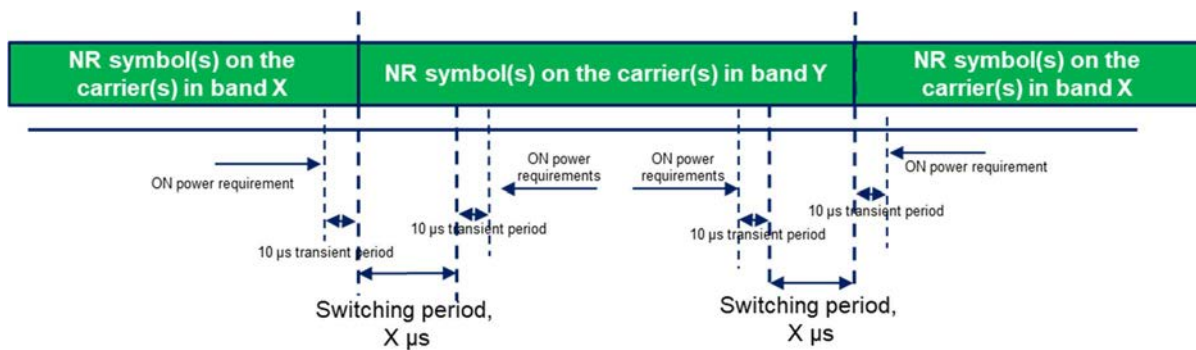 NR symbol(s) on the
carrier(s) in band X
NR symbol(s) on the carrier(s) in band Y
NR symbol(s) on the
carrier(s) in band X
ON power requirement
ON power
requirements
ON power
requirements
ON power requirement
10 µs transient period
10 µs transient period
10 µs transient period
10 µs transient period
Switching period,
X µs
Switching period,
X µs